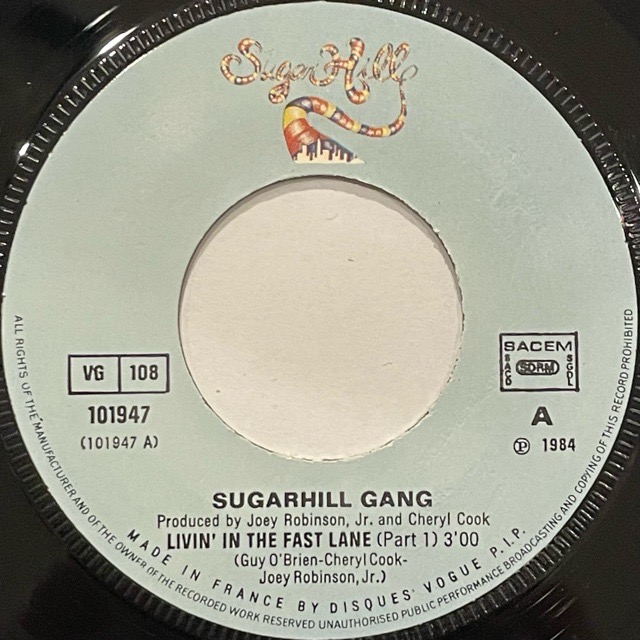 Sugar Hill
VG 108
101947
(101947 A)
SACEM
SACD SDRM SGDL
A
℗ 1984
SUGARHILL GANG
Produced by Joey Robinson, Jr. and Cheryl Cook
LIVIN' IN THE FAST LANE (Part 1) 3'00
(Guy O'Brien-Cheryl Cook-
Joey Robinson, Jr.)
MADE IN FRANCE BY DISQUES VOGUE P.I.P.
ALL RIGHTS OF THE MANUFACTURER AND OF THE OWNER OF THE RECORDED WORK RESERVED UNAUTHORISED PUBLIC PERFORMANCE BROADCASTING AND COPYING OF THIS RECORD PROHIBITED